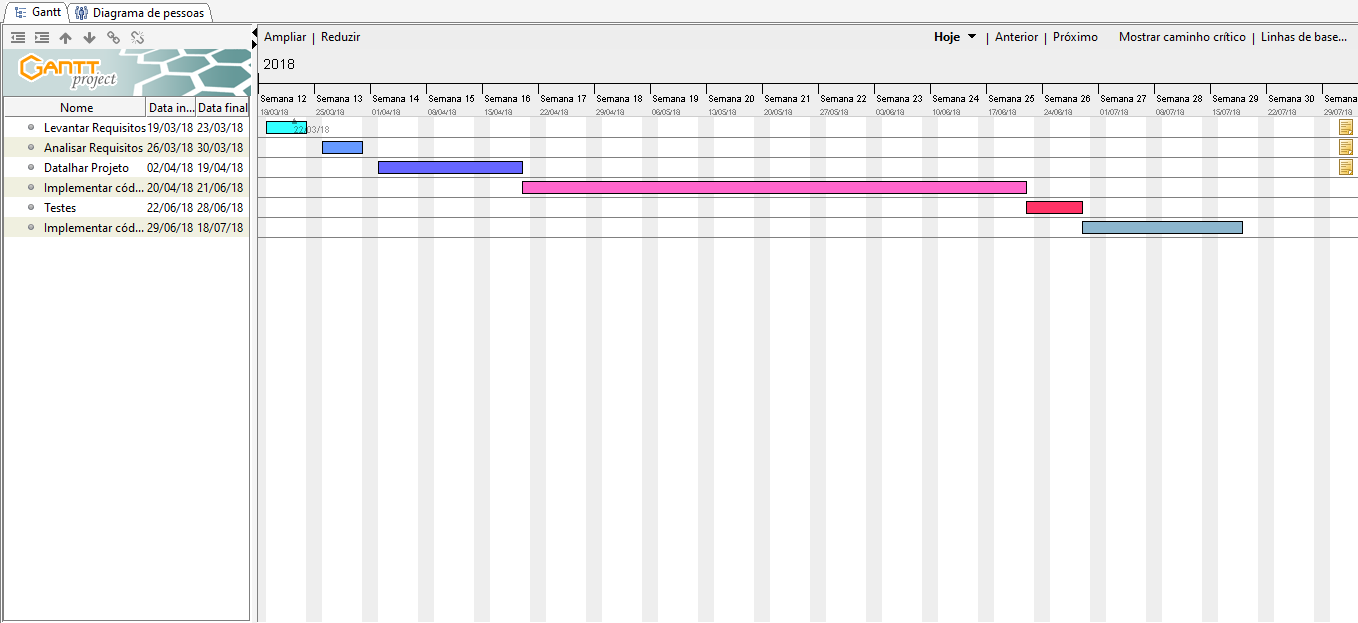 Gantt Diagrama de pessoas
Ampliar | Reduzir Hoje | Anterior | Próximo Mostrar caminho crítico | Linhas de base...
GANTT project
2018
Nome Data in... Data final
Semana 12 Semana 13 Semana 14 Semana 15 Semana 16 Semana 17 Semana 18 Semana 19 Semana 20 Semana 21 Semana 22 Semana 23 Semana 24 Semana 25 Semana 26 Semana 27 Semana 28 Semana 29 Semana 30 Semana
18/03/18 25/03/18 01/04/18 08/04/18 15/04/18 22/04/18 29/04/18 06/05/18 13/05/18 20/05/18 27/05/18 03/06/18 10/06/18 17/06/18 24/06/18 01/07/18 08/07/18 15/07/18 22/07/18 29/07/18
Levantar Requisitos 19/03/18 23/03/18 22/03/18
Analisar Requisitos 26/03/18 30/03/18
Datalhar Projeto 02/04/18 19/04/18
Implementar cód... 20/04/18 21/06/18
Testes 22/06/18 28/06/18
Implementar cód... 29/06/18 18/07/18